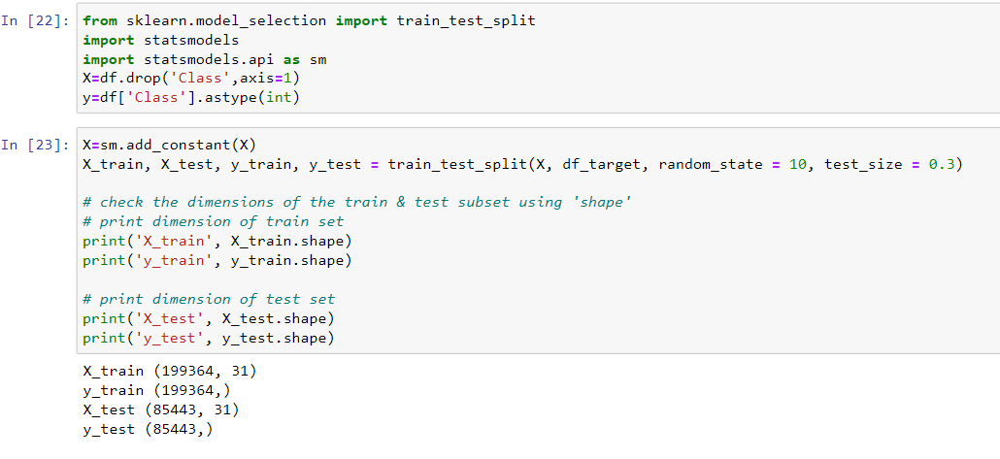 In [22]: from sklearn.model_selection import train_test_split
import statsmodels
import statsmodels.api as sm
X=df.drop('Class',axis=1)
y=df['Class'].astype(int)
In [23]: X=sm.add_constant(X)
X_train, X_test, y_train, y_test = train_test_split(X, df_target, random_state = 10, test_size = 0.3)
# check the dimensions of the train & test subset using 'shape'
# print dimension of train set
print('X_train', X_train.shape)
print('y_train', y_train.shape)
# print dimension of test set
print('X_test', X_test.shape)
print('y_test', y_test.shape)
X_train (199364, 31)
y_train (199364,)
X_test (85443, 31)
y_test (85443,)